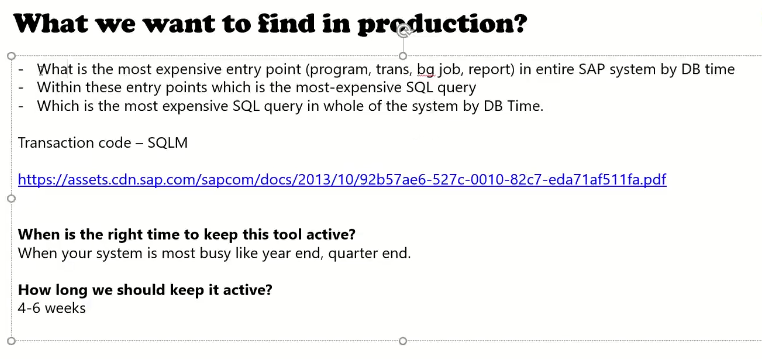 What we want to find in production?
- What is the most expensive entry point (program, trans, bg job, report) in entire SAP system by DB time
- Within these entry points which is the most-expensive SQL query
- Which is the most expensive SQL query in whole of the system by DB Time.
Transaction code – SQLM
https://assets.cdn.sap.com/sapcom/docs/2013/10/92b57ae6-527c-0010-82c7-eda71af511fa.pdf
When is the right time to keep this tool active?
When your system is most busy like year end, quarter end.
How long we should keep it active?
4-6 weeks